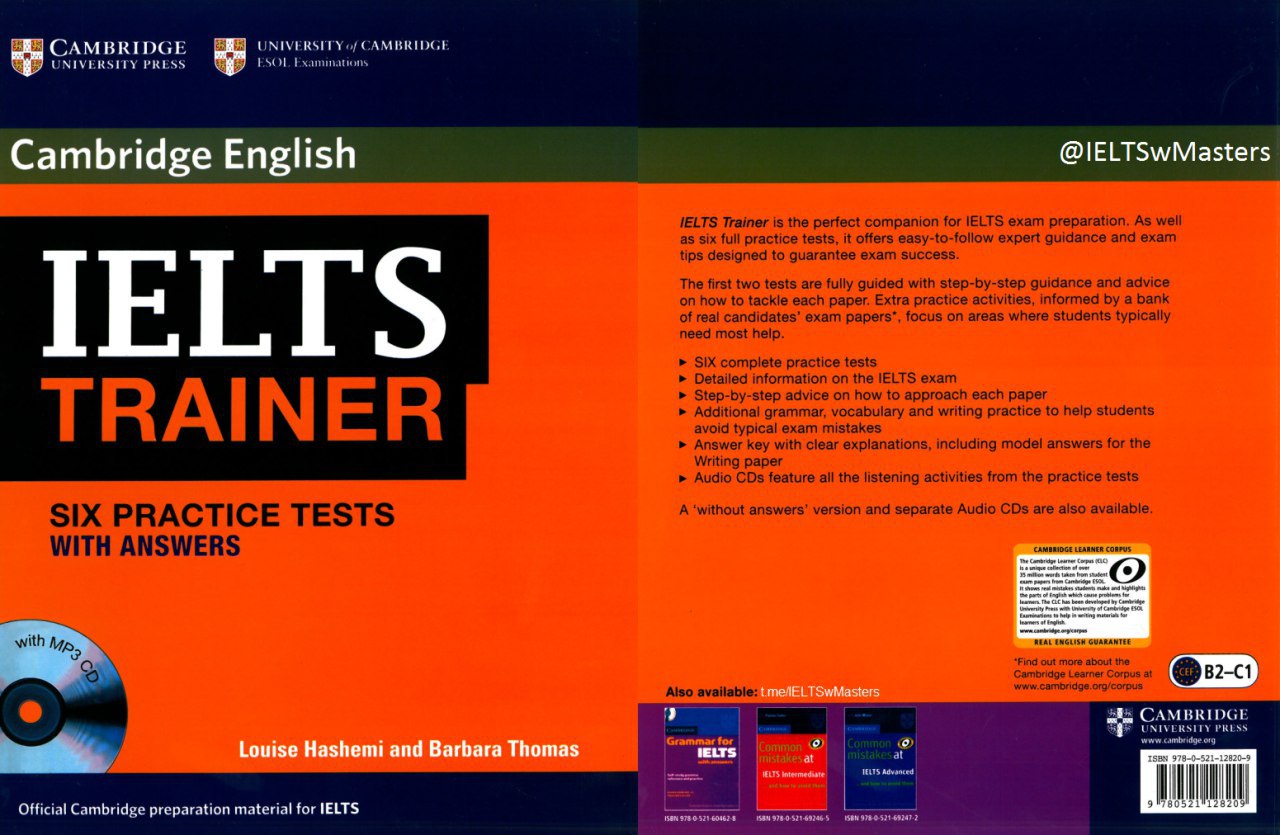 CAMBRIDGE
UNIVERSITY PRESS
UNIVERSITY of CAMBRIDGE
ESOL Examinations
Cambridge English
IELTS
TRAINER
SIX PRACTICE TESTS
WITH ANSWERS
with MP3 CD
Louise Hashemi and Barbara Thomas
Official Cambridge preparation material for IELTS
@IELTSwMasters
IELTS Trainer is the perfect companion for IELTS exam preparation. As well
as six full practice tests, it offers easy-to-follow expert guidance and exam
tips designed to guarantee exam success.
The first two tests are fully guided with step-by-step guidance and advice
on how to tackle each paper. Extra practice activities, informed by a bank
of real candidates' exam papers*, focus on areas where students typically
need most help.
► SIX complete practice tests
► Detailed information on the IELTS exam
► Step-by-step advice on how to approach each paper
► Additional grammar, vocabulary and writing practice to help students
avoid typical exam mistakes
► Answer key with clear explanations, including model answers for the
Writing paper
► Audio CDs feature all the listening activities from the practice tests
A 'without answers' version and separate Audio CDs are also available.
CAMBRIDGE LEARNER CORPUS
The Cambridge Learner Corpus (CLC)
is a unique collection of over
35 million words taken from student
exam papers from Cambridge ESOL.
It shows real mistakes students make and highlights
the parts of English which cause problems for
learners. The CLC has been developed by Cambridge
University Press with University of Cambridge ESOL
Examinations to help in writing materials for
learners of English.
www.cambridge.org/corpus
REAL ENGLISH GUARANTEE
*Find out more about the
Cambridge Learner Corpus at
www.cambridge.org/corpus
CEF B2–C1
Also available: t.me/IELTSwMasters
Grammar for
IELTS
with answers
ISBN 978-0-521-60462-8
Common
mistakes at
IELTS Intermediate
and how to avoid them
ISBN 978-0-521-69246-5
Common
mistakes at
IELTS Advanced
and how to avoid them
ISBN 978-0-521-69247-2
CAMBRIDGE
UNIVERSITY PRESS
www.cambridge.org
ISBN 978-0-521-12820-9
9 780521 128209